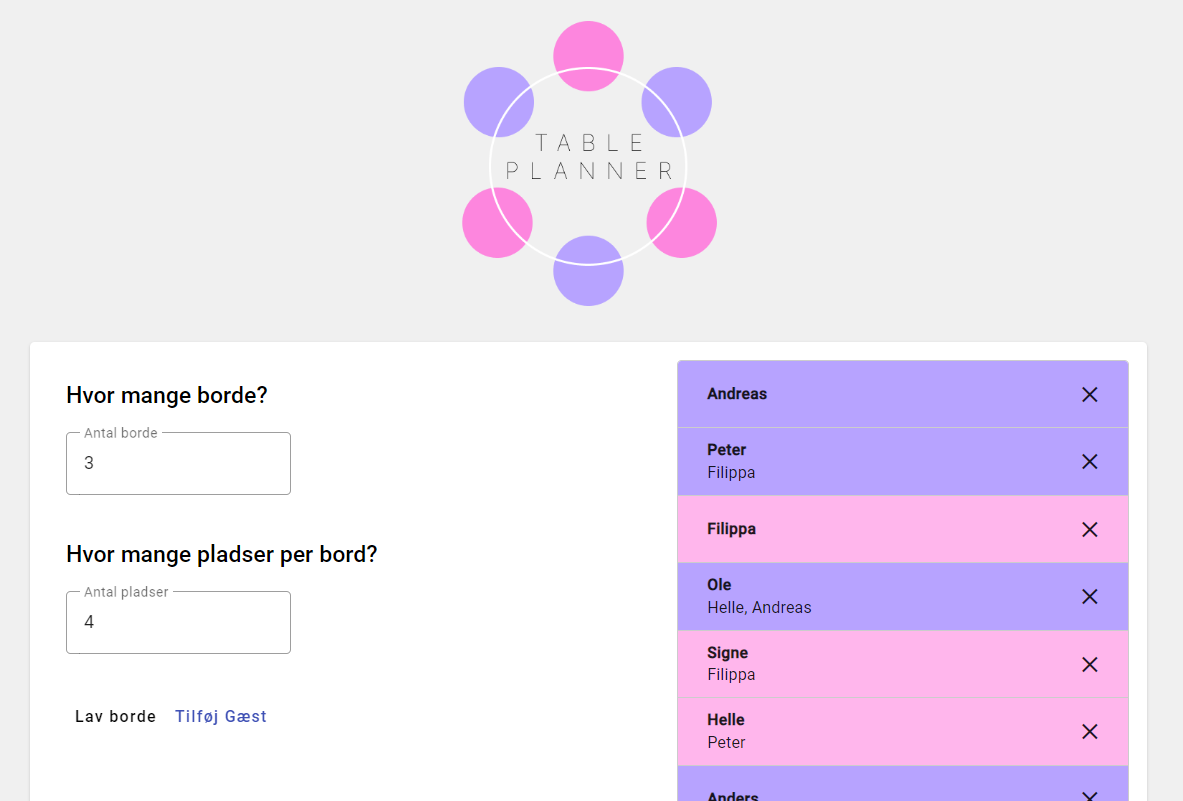 TABLE
PLANNER
Hvor mange borde?
Antal borde
3
Hvor mange pladser per bord?
Antal pladser
4
Lav borde
Tilføj Gæst
Andreas
Peter
Filippa
Filippa
Ole
Helle, Andreas
Signe
Filippa
Helle
Peter
Anders